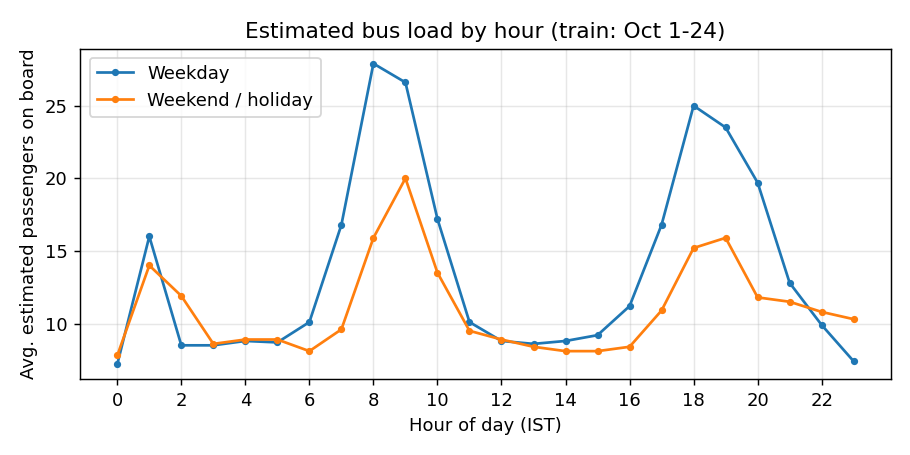 Estimated bus load by hour (train: Oct 1-24)
Avg. estimated passengers on board
Weekday
Weekend / holiday
25
20
15
10
0 2 4 6 8 10 12 14 16 18 20 22
Hour of day (IST)